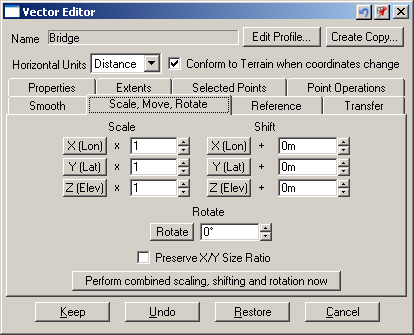 Vector Editor
Name Bridge Edit Profile... Create Copy...
Horizontal Units Distance Conform to Terrain when coordinates change
Properties Extents Selected Points Point Operations
Smooth Scale, Move, Rotate Reference Transfer
Scale Shift
X (Lon) x 1 X (Lon) + 0m
Y (Lat) x 1 Y (Lat) + 0m
Z (Elev) x 1 Z (Elev) + 0m
Rotate
Rotate 0°
Preserve X/Y Size Ratio
Perform combined scaling, shifting and rotation now
Keep Undo Restore Cancel